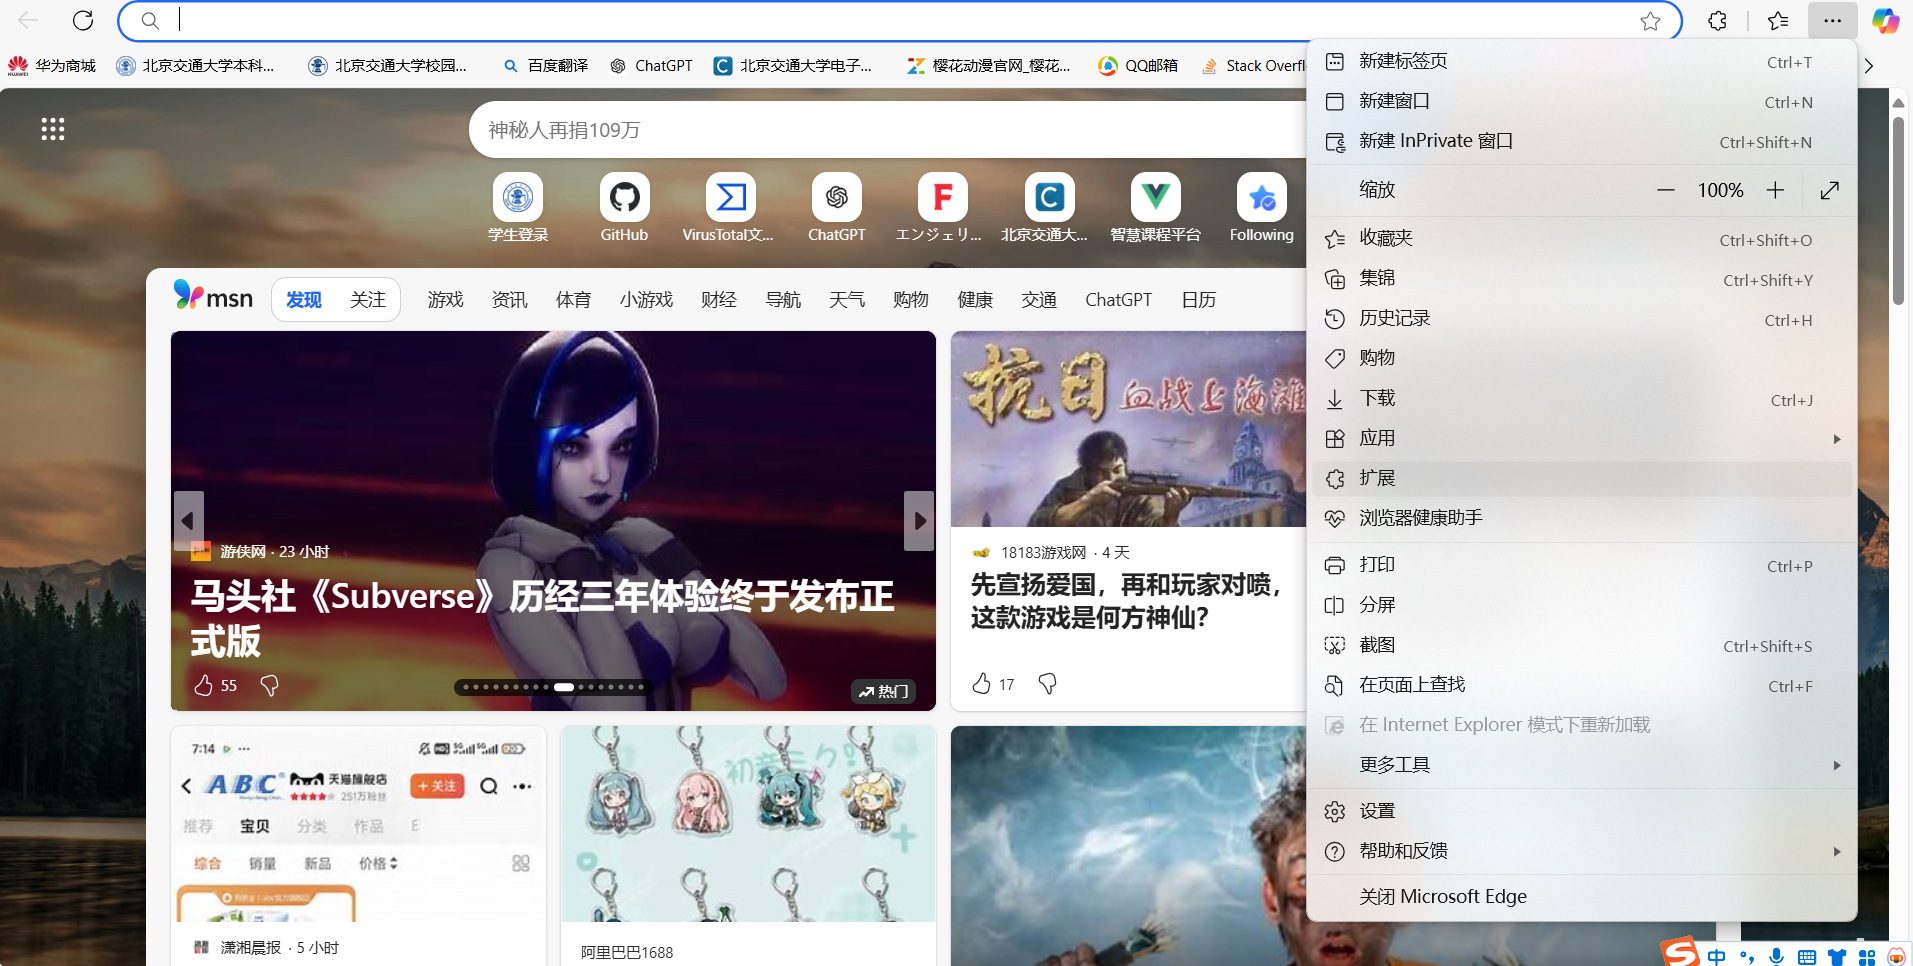 华为商城
北京交通大学本科...
北京交通大学校园...
百度翻译
ChatGPT
北京交通大学电子...
樱花动漫官网_樱花...
QQ邮箱
Stack Overfl
神秘人再捐109万
学生登录
GitHub
VirusTotal文...
ChatGPT
エンジェリ...
北京交通大...
智慧课程平台
Following
msn
发现
关注
游戏
资讯
体育
小游戏
财经
导航
天气
购物
健康
交通
ChatGPT
日历
游侠网 · 23 小时
马头社《Subverse》历经三年体验终于发布正
式版
55
热门
抗日 血战上海滩
18183游戏网 · 4 天
先宣扬爱国，再和玩家对喷，
这款游戏是何方神仙？
17
7:14
ABC
天猫旗舰店
251万粉丝
+ 关注
推荐
宝贝
分类
作品
综合
销量
新品
价格
潇湘晨报 · 5 小时
阿里巴巴1688
新建标签页 Ctrl+T
新建窗口 Ctrl+N
新建 InPrivate 窗口 Ctrl+Shift+N
缩放 — 100% +
收藏夹 Ctrl+Shift+O
集锦 Ctrl+Shift+Y
历史记录 Ctrl+H
购物
下载 Ctrl+J
应用
扩展
浏览器健康助手
打印 Ctrl+P
分屏
截图 Ctrl+Shift+S
在页面上查找 Ctrl+F
在 Internet Explorer 模式下重新加载
更多工具
设置
帮助和反馈
关闭 Microsoft Edge
中